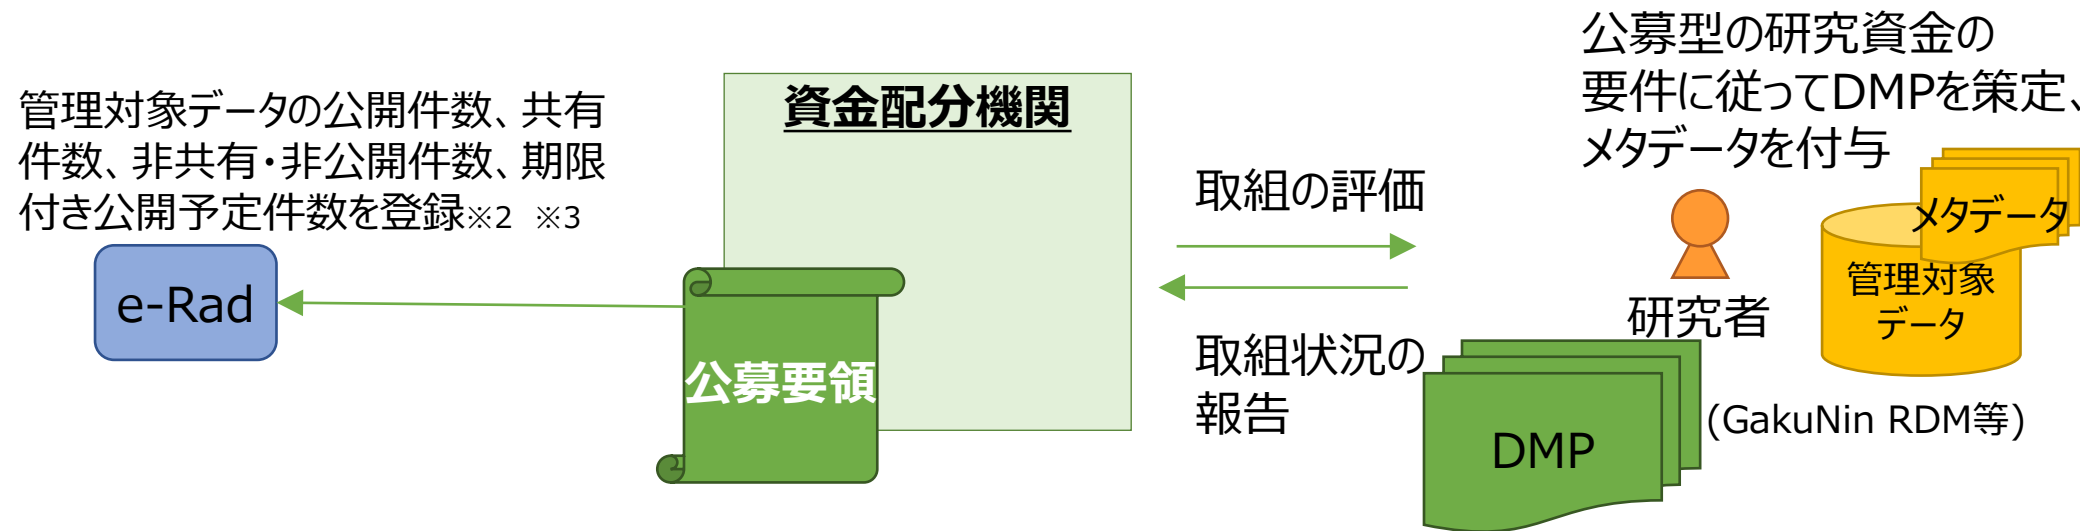 管理対象データの公開件数、共有
件数、非共有・非公開件数、期限
付き公開予定件数を登録※2 ※3
e-Rad
資金配分機関
公募要領
取組の評価
取組状況の
報告
公募型の研究資金の
要件に従ってDMPを策定、
メタデータを付与
メタデータ
管理対象
データ
研究者
DMP
(GakuNin RDM等)